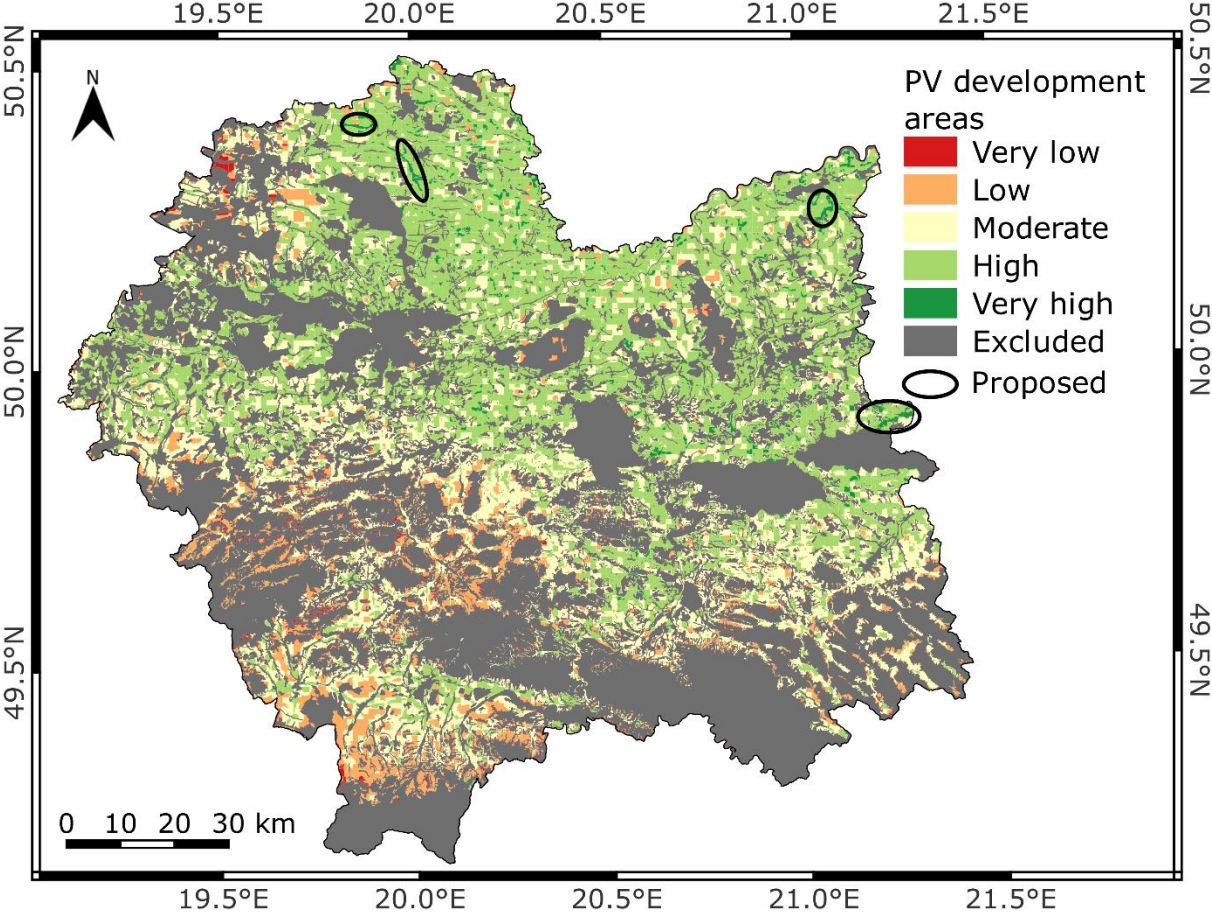 19.5°E 20.0°E 20.5°E 21.0°E 21.5°E
50.5°N
50.5°N
N
PV development
areas
Very low
Low
Moderate
High
Very high
Excluded
Proposed
50.0°N
50.0°N
49.5°N
49.5°N
0 10 20 30 km
19.5°E 20.0°E 20.5°E 21.0°E 21.5°E